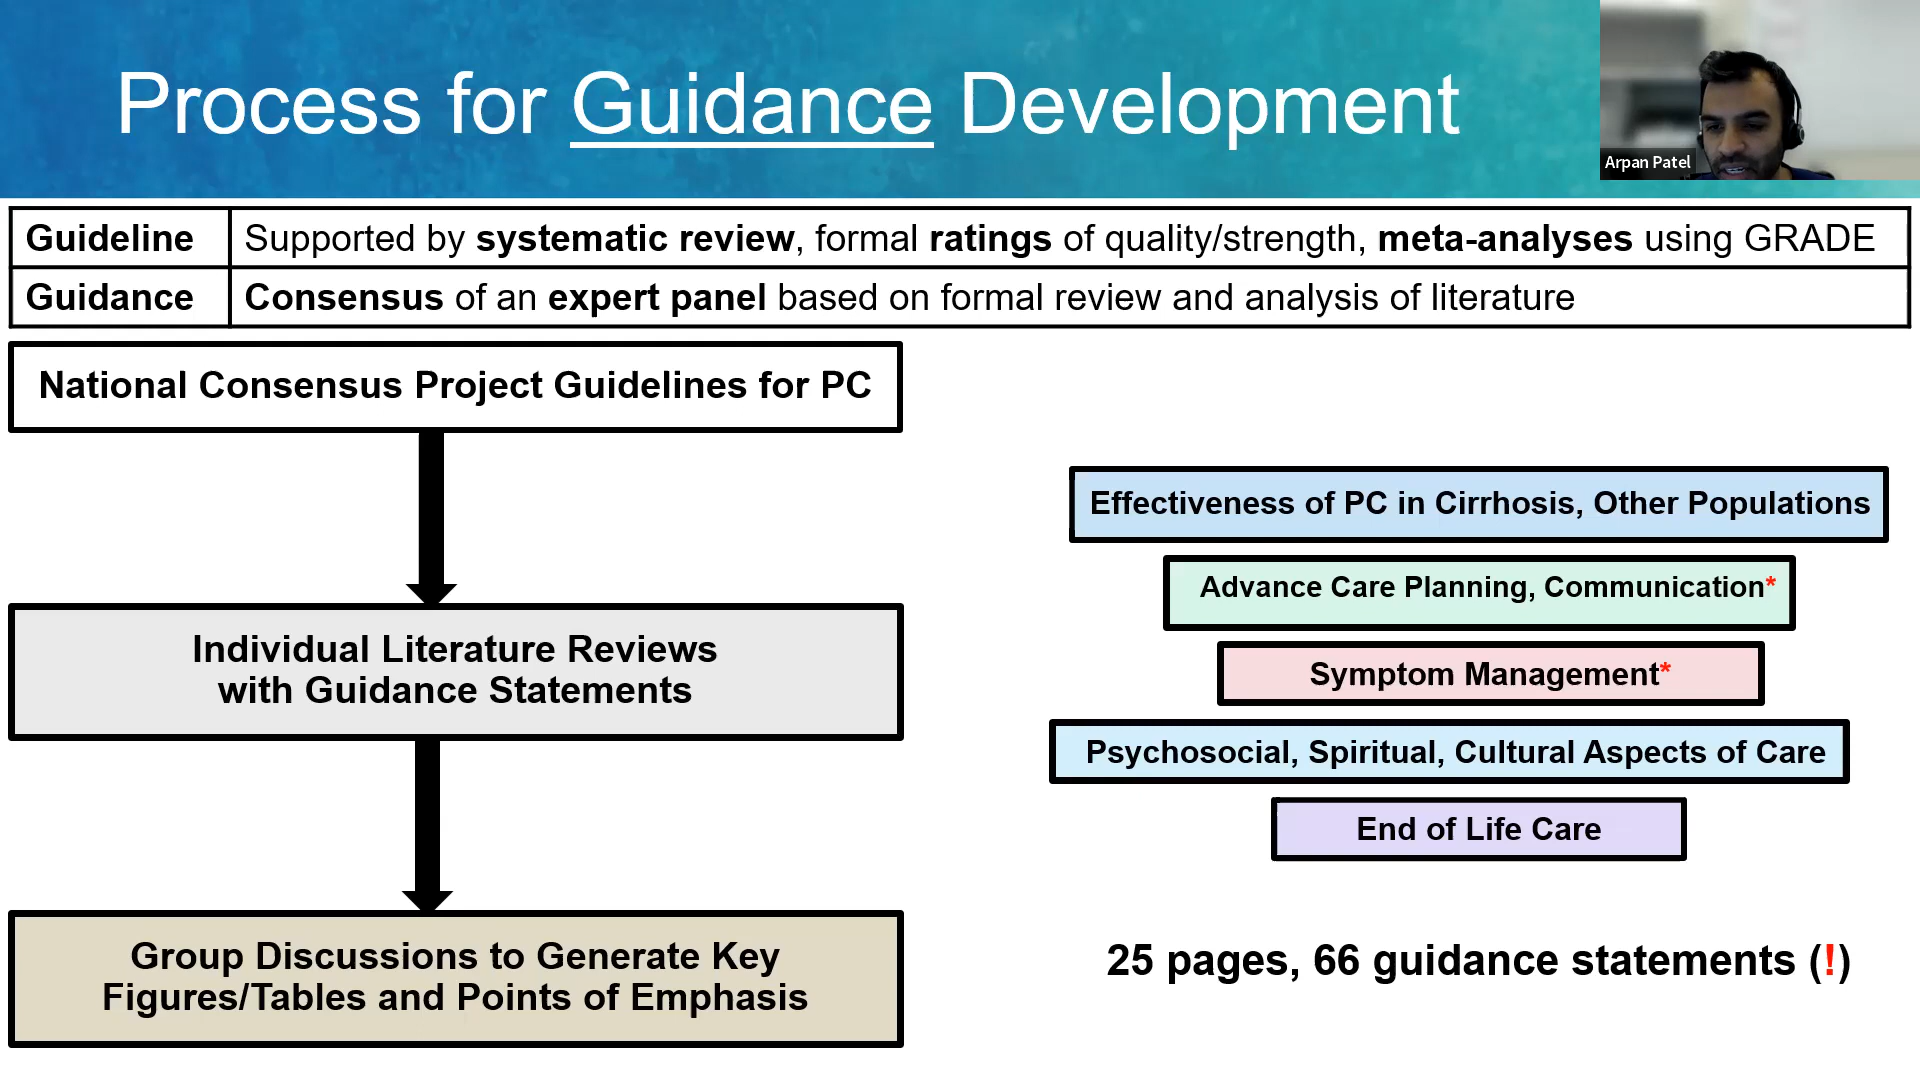 Process for Guidance Development
Arpan Patel
Guideline
Supported by systematic review, formal ratings of quality/strength, meta-analyses using GRADE
Guidance
Consensus of an expert panel based on formal review and analysis of literature
National Consensus Project Guidelines for PC
Individual Literature Reviews
with Guidance Statements
Group Discussions to Generate Key
Figures/Tables and Points of Emphasis
Effectiveness of PC in Cirrhosis, Other Populations
Advance Care Planning, Communication*
Symptom Management*
Psychosocial, Spiritual, Cultural Aspects of Care
End of Life Care
25 pages, 66 guidance statements (!)